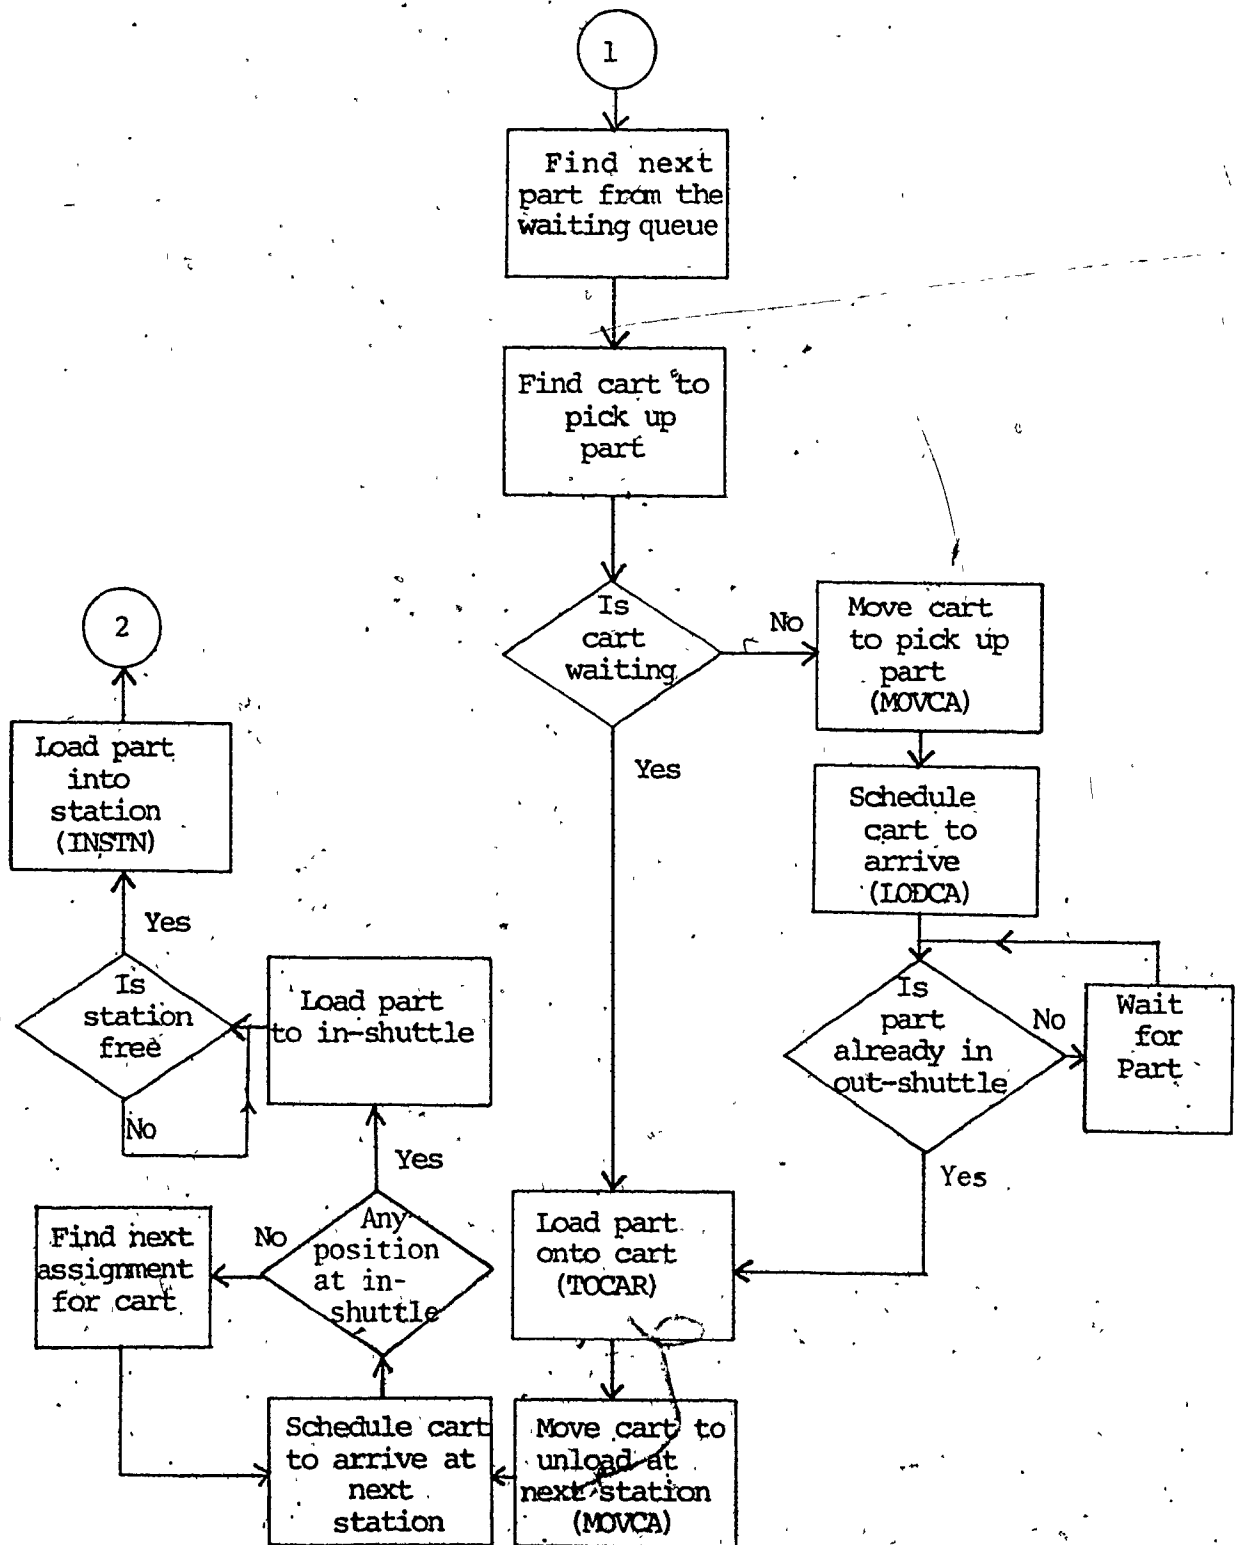 1
Find next
part from the
waiting queue
Find cart to
pick up
part
Is
cart
waiting
No
Yes
Move cart
to pick up
part
(MOVCA)
Schedule
cart to
arrive
(LODCA)
Is
part
already in
out-shuttle
No
Yes
Wait
for
Part
Load part
onto cart
(TOCAR)
Move cart to
unload at
next station
(MOVCA)
Schedule cart
to arrive at
next
station
Any
position
at in-
shuttle
No
Yes
Find next
assignment
for cart
Load part
to in-shuttle
Is
station
free
No
Yes
Load part
into
station
(INSTN)
2